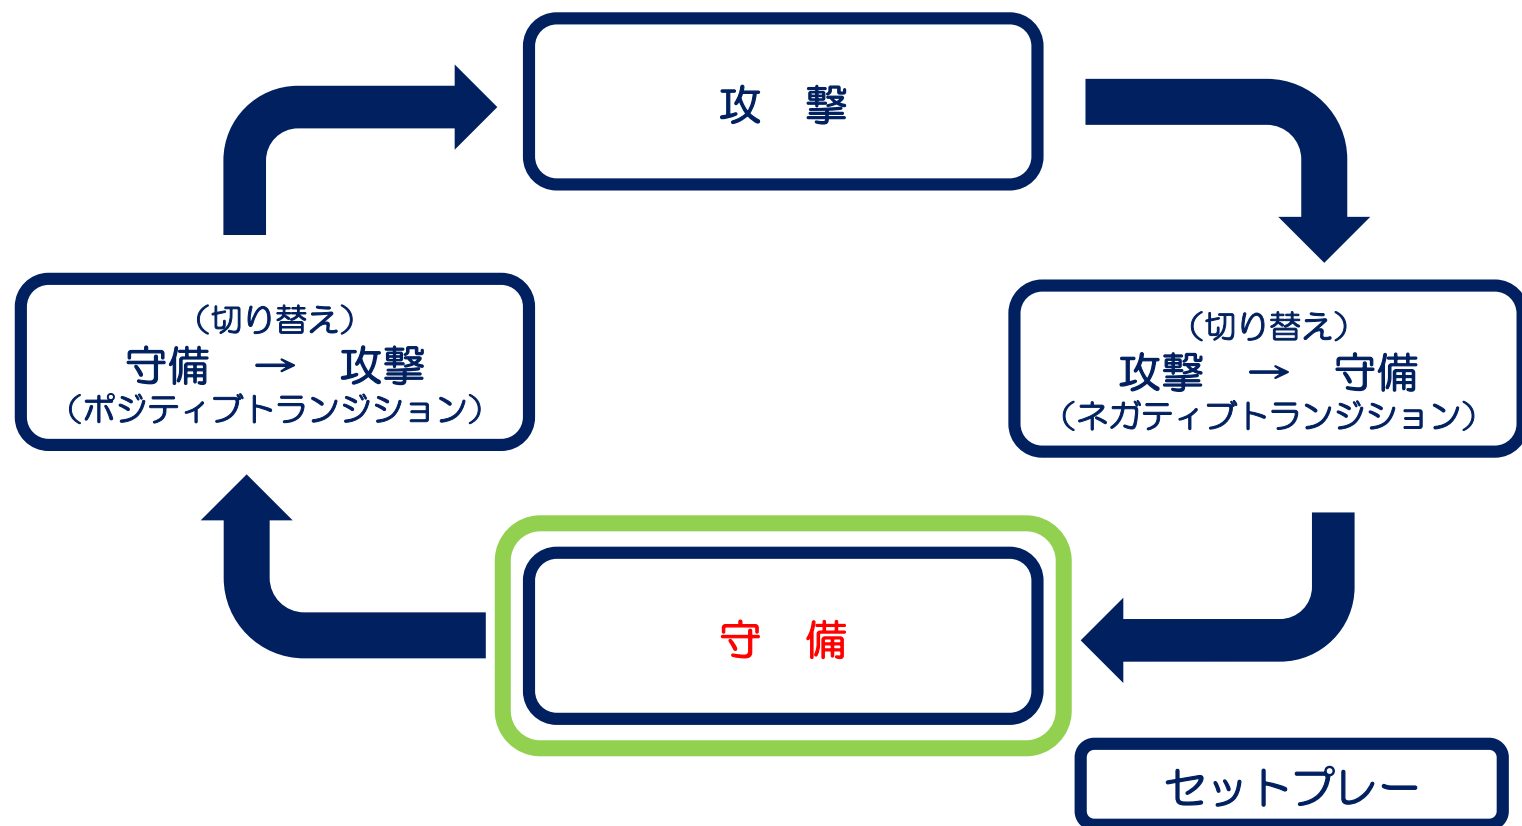 攻　撃
（切り替え）
守備　→　攻撃
（ポジティブトランジション）
（切り替え）
攻撃　→　守備
（ネガティブトランジション）
守　備
セットプレー